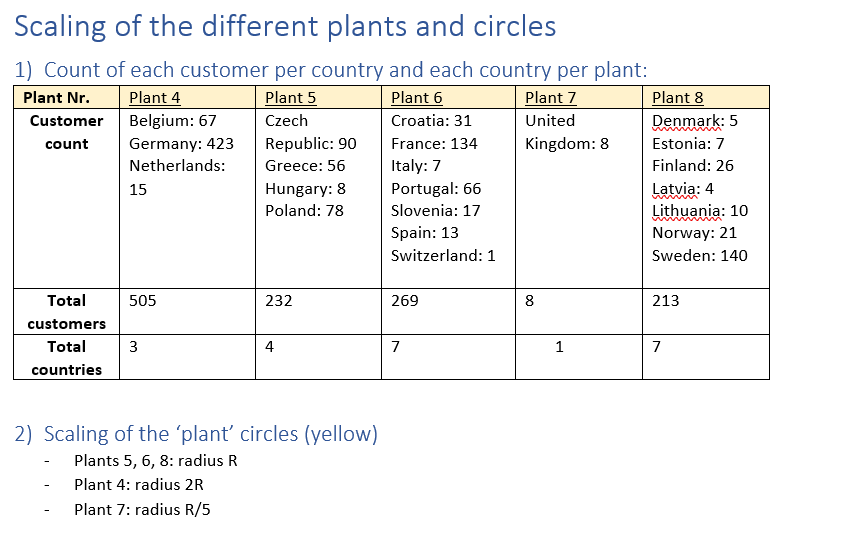 Scaling of the different plants and circles
1) Count of each customer per country and each country per plant:
Plant Nr. Plant 4 Plant 5 Plant 6 Plant 7 Plant 8
Customer Belgium: 67 Czech Croatia: 31 United Denmark: 5
count Germany: 423 Republic: 90 France: 134 Kingdom: 8 Estonia: 7
Netherlands: Greece: 56 Italy: 7 Finland: 26
15 Hungary: 8 Portugal: 66 Latvia: 4
Poland: 78 Slovenia: 17 Lithuania: 10
Spain: 13 Norway: 21
Switzerland: 1 Sweden: 140
Total 505 232 269 8 213
customers
Total 3 4 7 1 7
countries
2) Scaling of the ‘plant’ circles (yellow)
- Plants 5, 6, 8: radius R
- Plant 4: radius 2R
- Plant 7: radius R/5